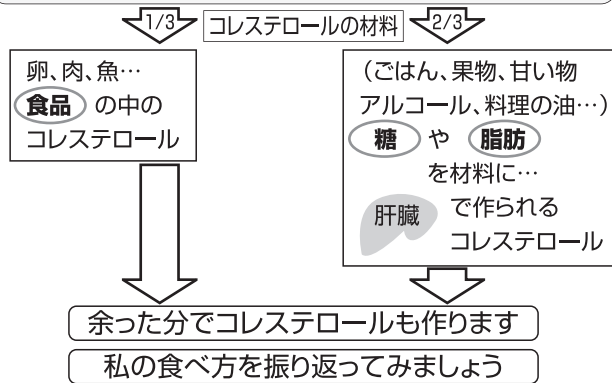 1/3
コレステロールの材料
2/3
卵、肉、魚…
食品 の中の
コレステロール
（ごはん、果物、甘い物
アルコール、料理の油…）
糖 や 脂肪
を材料に…
肝臓 で作られる
コレステロール
余った分でコレステロールも作ります
私の食べ方を振り返ってみましょう